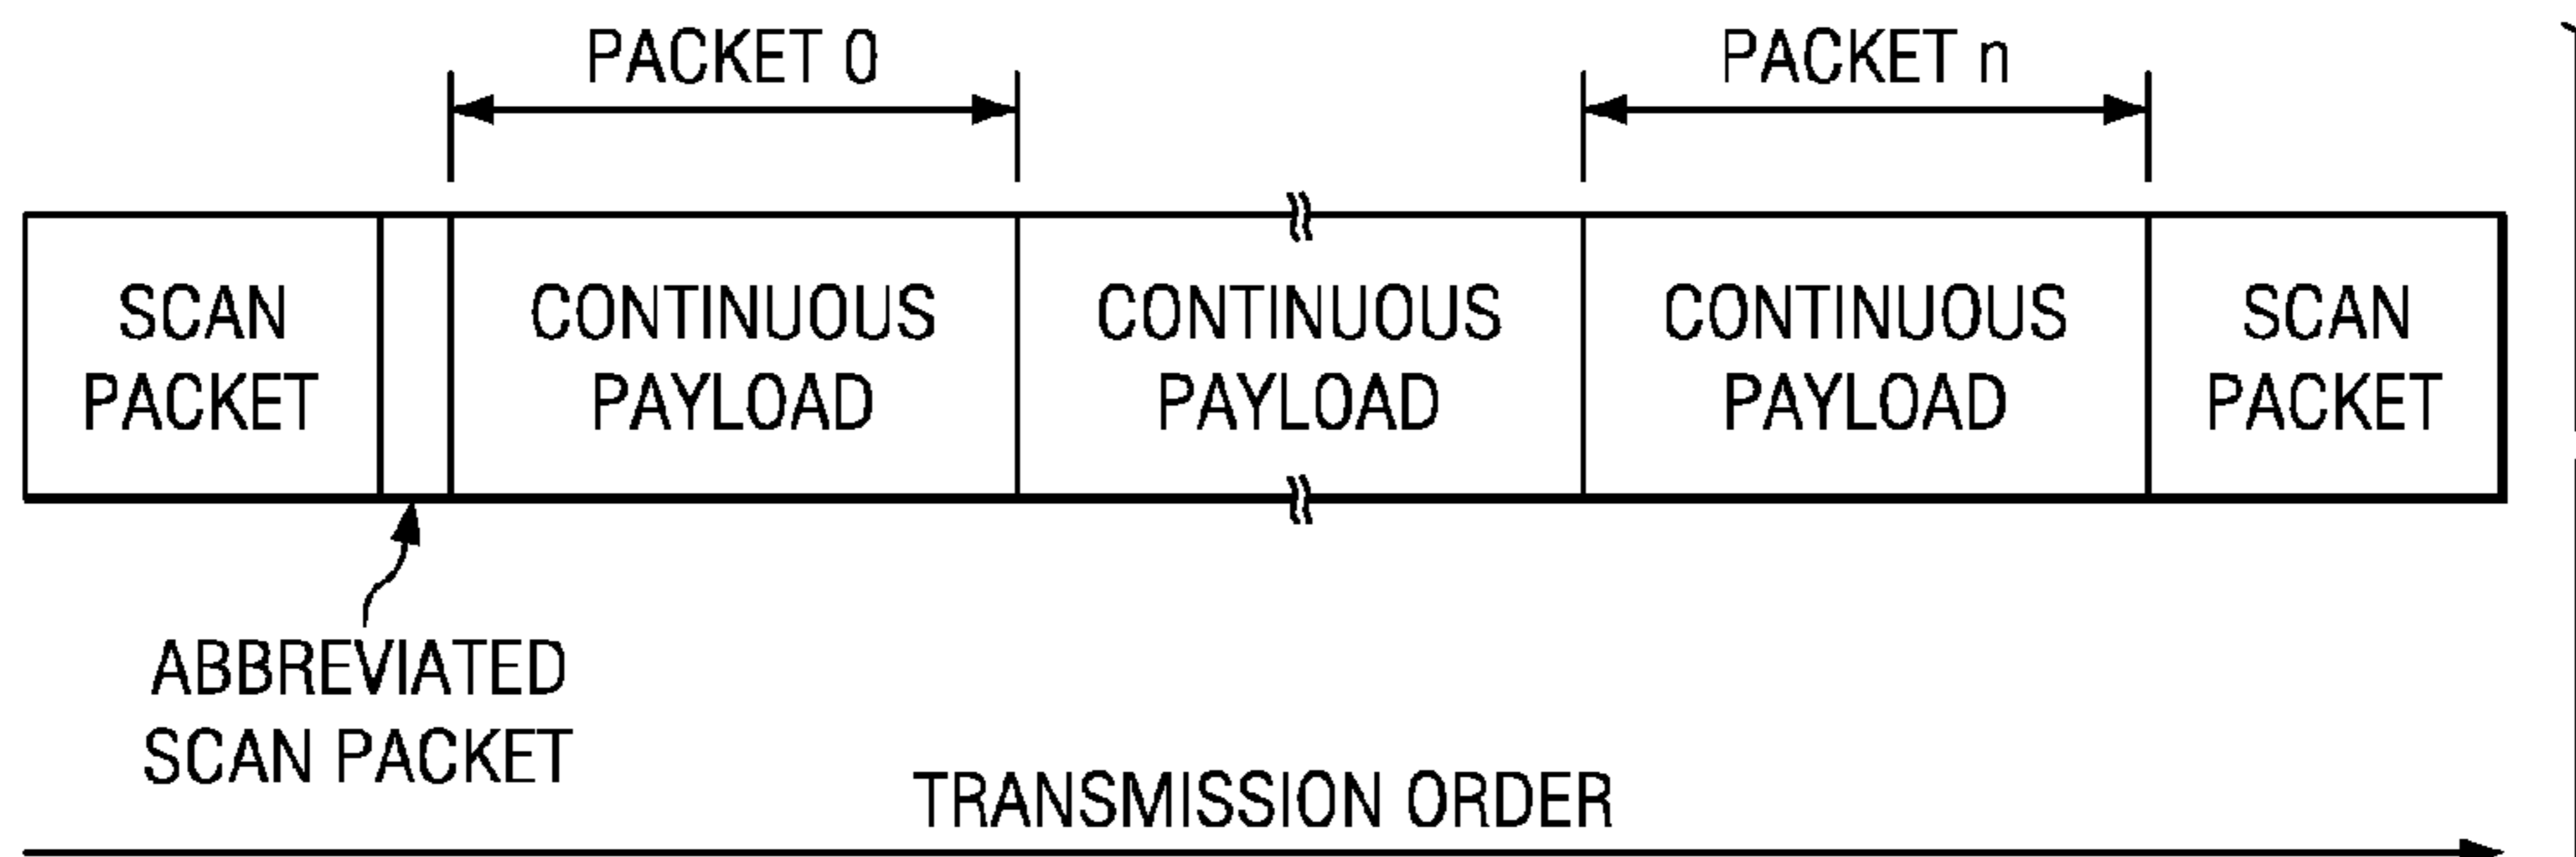 PACKET 0
PACKET n
SCAN
PACKET
CONTINUOUS
PAYLOAD
CONTINUOUS
PAYLOAD
CONTINUOUS
PAYLOAD
SCAN
PACKET
ABBREVIATED
SCAN PACKET
TRANSMISSION ORDER